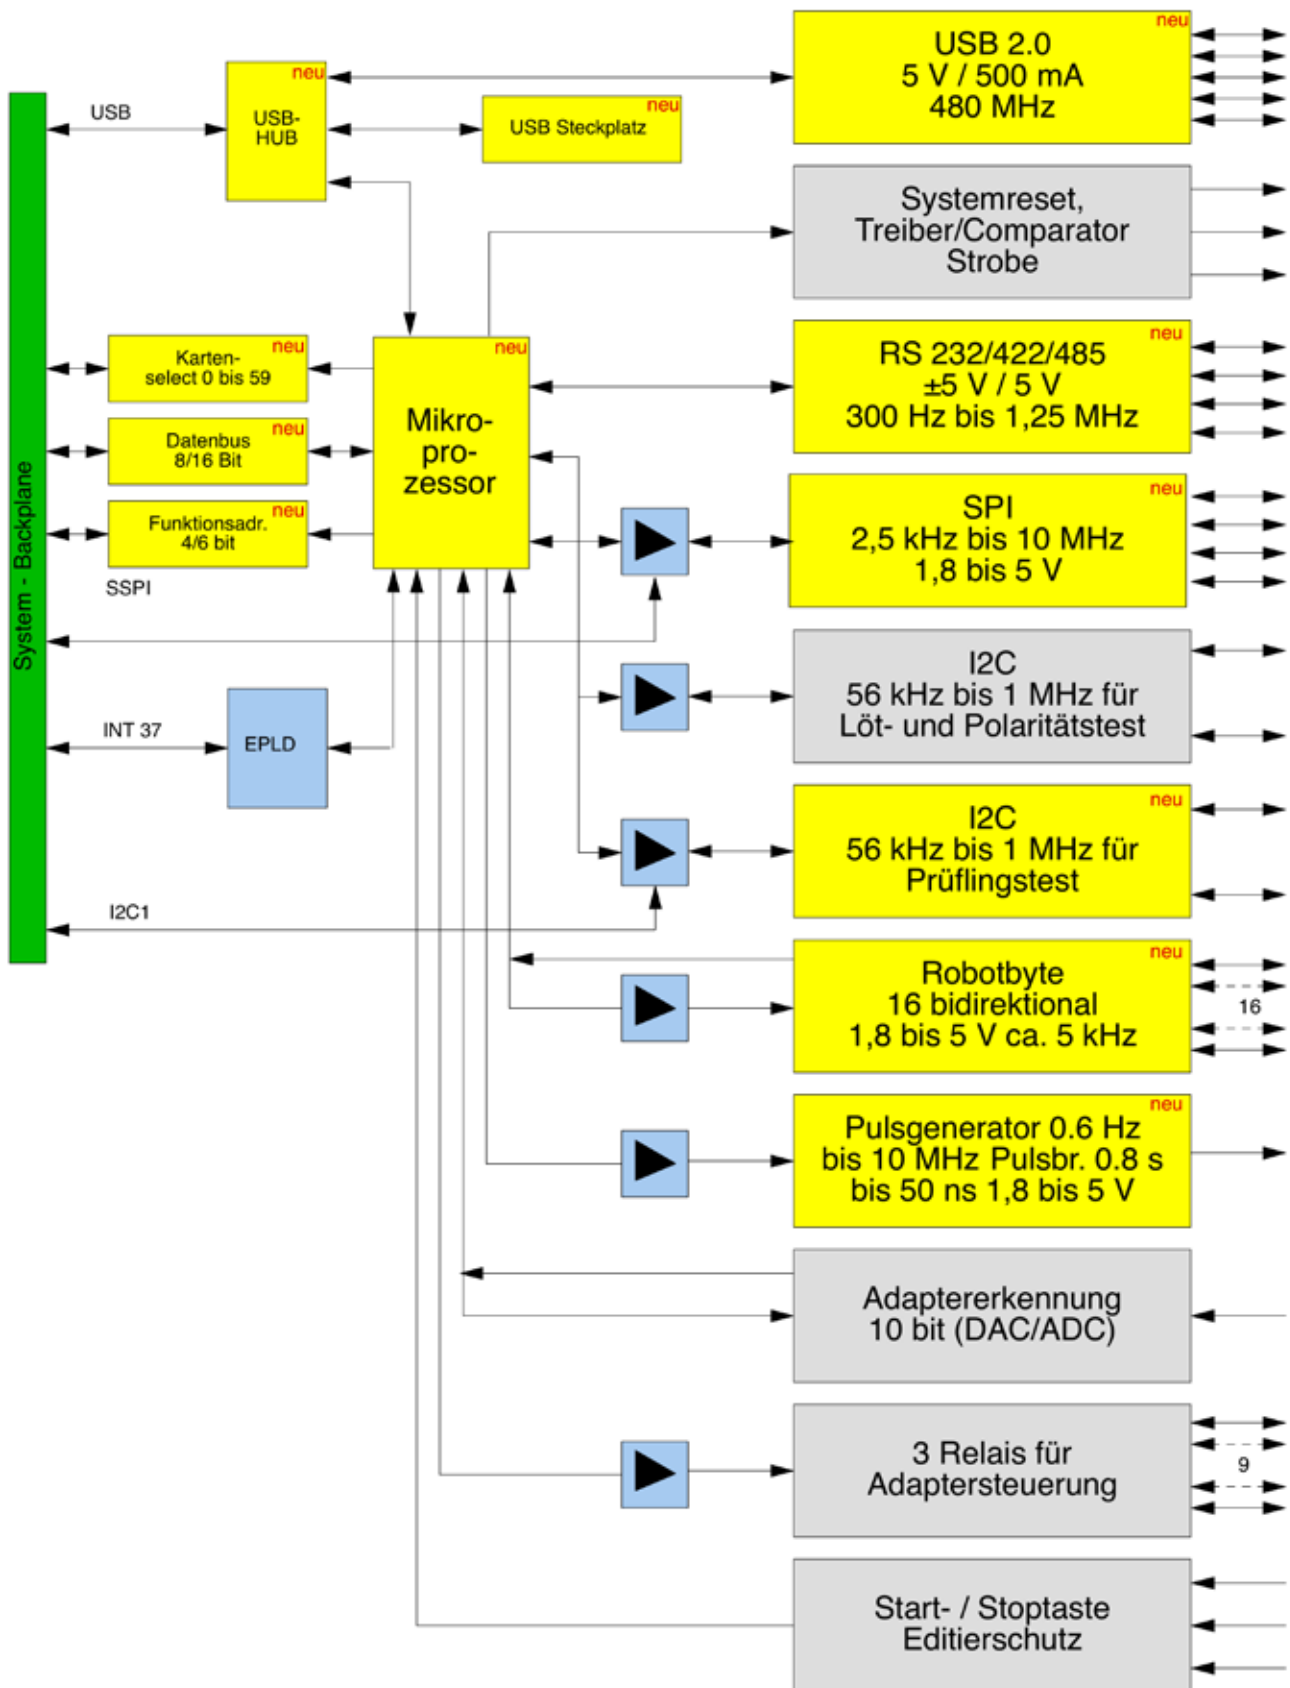 neu
USB 2.0
5 V / 500 mA
480 MHz
neu
USB-
HUB
USB
neu
USB Steckplatz
Systemreset,
Treiber/Comparator
Strobe
neu
Karten-
select 0 bis 59
neu
Datenbus
8/16 Bit
neu
Funktionsadr.
4/6 bit
SSPI
neu
Mikro-
pro-
zessor
System - Backplane
neu
RS 232/422/485
±5 V / 5 V
300 Hz bis 1,25 MHz
neu
SPI
2,5 kHz bis 10 MHz
1,8 bis 5 V
I2C
56 kHz bis 1 MHz für
Löt- und Polaritätstest
INT 37
EPLD
neu
I2C
56 kHz bis 1 MHz für
Prüflingstest
I2C1
neu
Robotbyte
16 bidirektional
1,8 bis 5 V ca. 5 kHz
16
neu
Pulsgenerator 0.6 Hz
bis 10 MHz Pulsbr. 0.8 s
bis 50 ns 1,8 bis 5 V
Adaptererkennung
10 bit (DAC/ADC)
3 Relais für
Adaptersteuerung
9
Start- / Stoptaste
Editierschutz